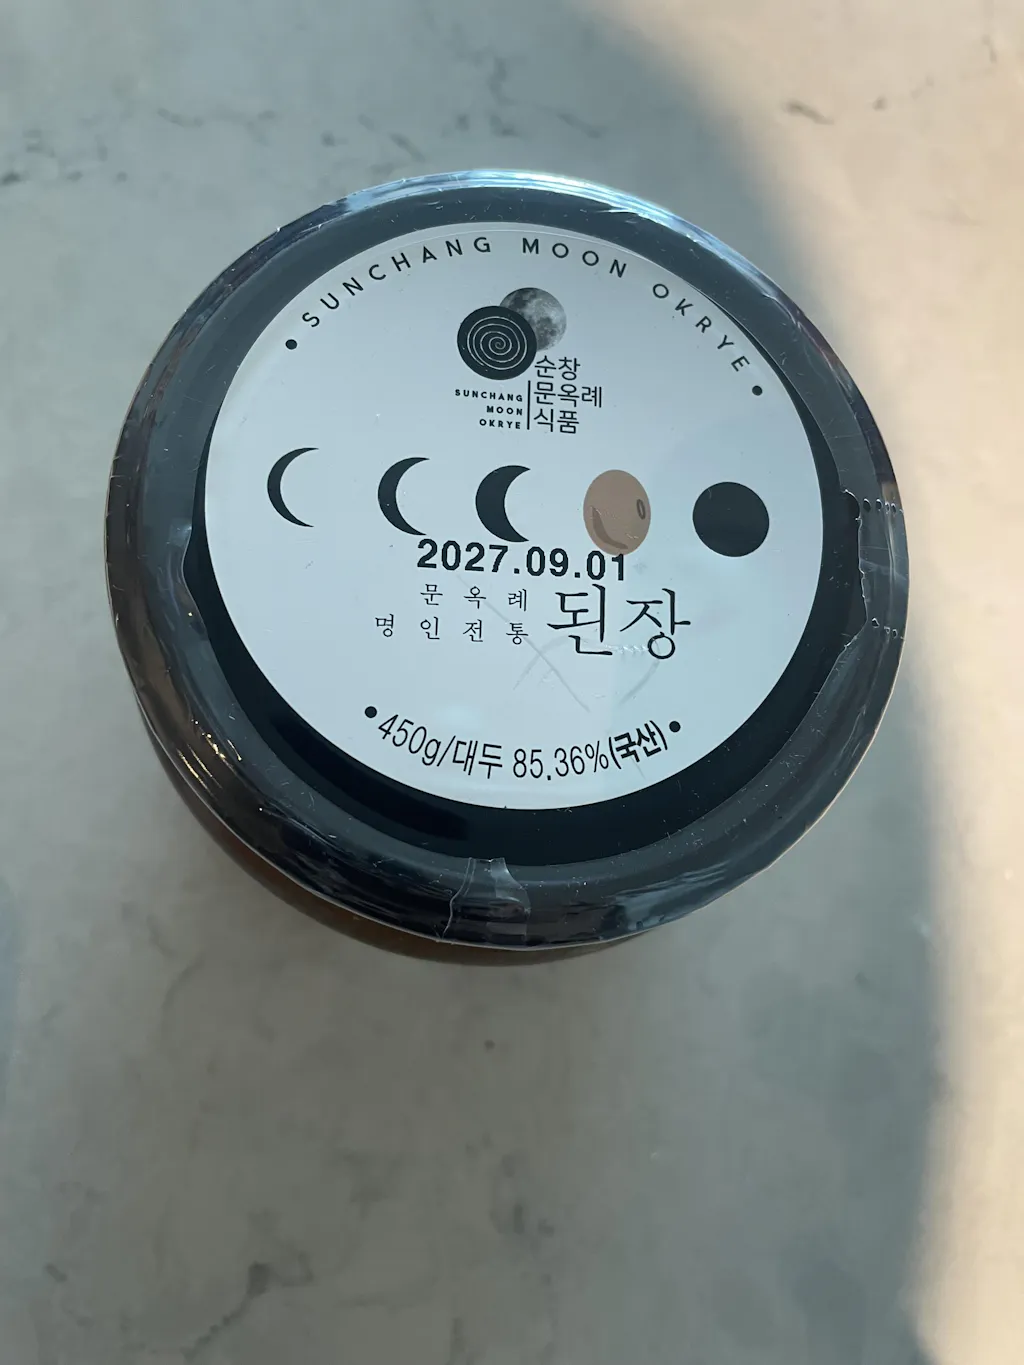 SUNCHANG MOON OKRYE
순창
문옥례
식품
SUNCHANG
MOON
OKRYE
2027.09.01
문옥례
명인전통
된장
450g/대두 85.36%(국산)